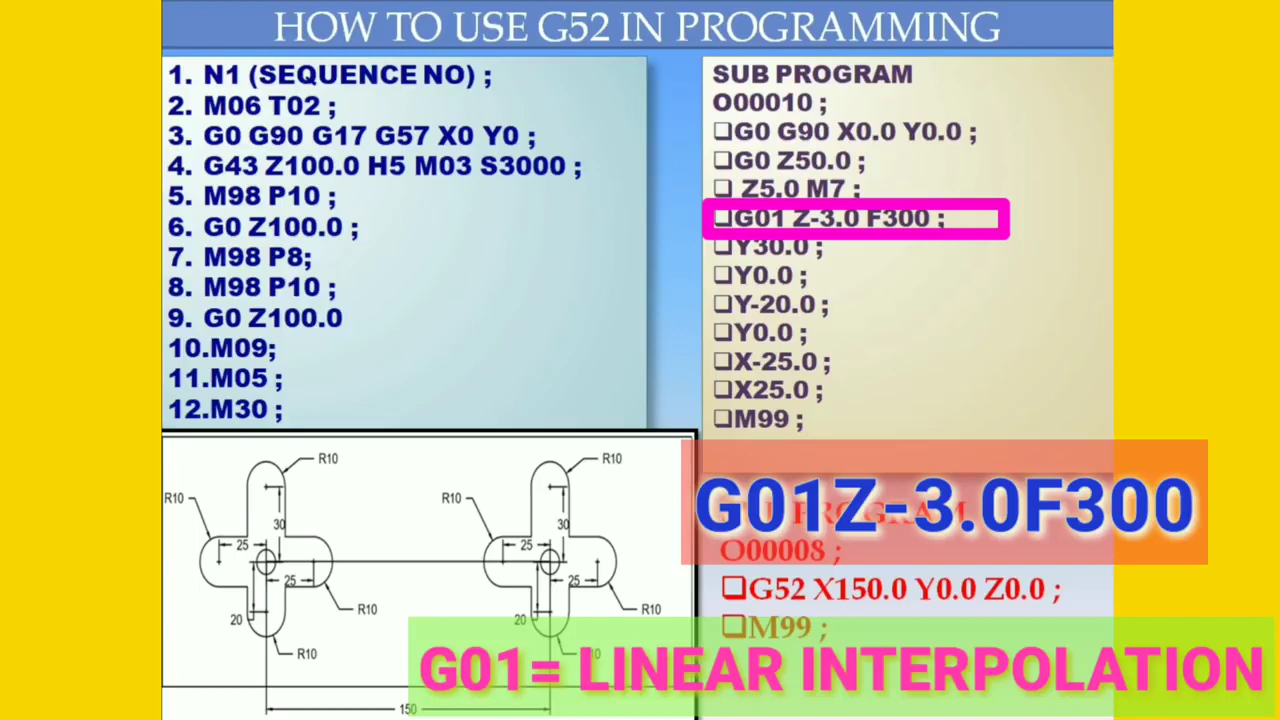 HOW TO USE G52 IN PROGRAMMING
1. N1 (SEQUENCE NO) ;
2. M06 T02 ;
3. G0 G90 G17 G57 X0 Y0 ;
4. G43 Z100.0 H5 M03 S3000 ;
5. M98 P10 ;
6. G0 Z100.0 ;
7. M98 P8;
8. M98 P10 ;
9. G0 Z100.0
10.M09;
11.M05 ;
12.M30 ;
SUB PROGRAM
O00010 ;
❑G0 G90 X0.0 Y0.0 ;
❑G0 Z50.0 ;
❑ Z5.0 M7 ;
❑G01 Z-3.0 F300 ;
❑Y30.0 ;
❑Y0.0 ;
❑Y-20.0 ;
❑Y0.0 ;
❑X-25.0 ;
❑X25.0 ;
❑M99 ;
G01Z-3.0F300
PROGRAM
O00008 ;
❑G52 X150.0 Y0.0 Z0.0 ;
❑M99 ;
G01= LINEAR INTERPOLATION
R10
R10
30
25
25
20
R10
R10
R10
R10
30
25
25
20
R10
10
150